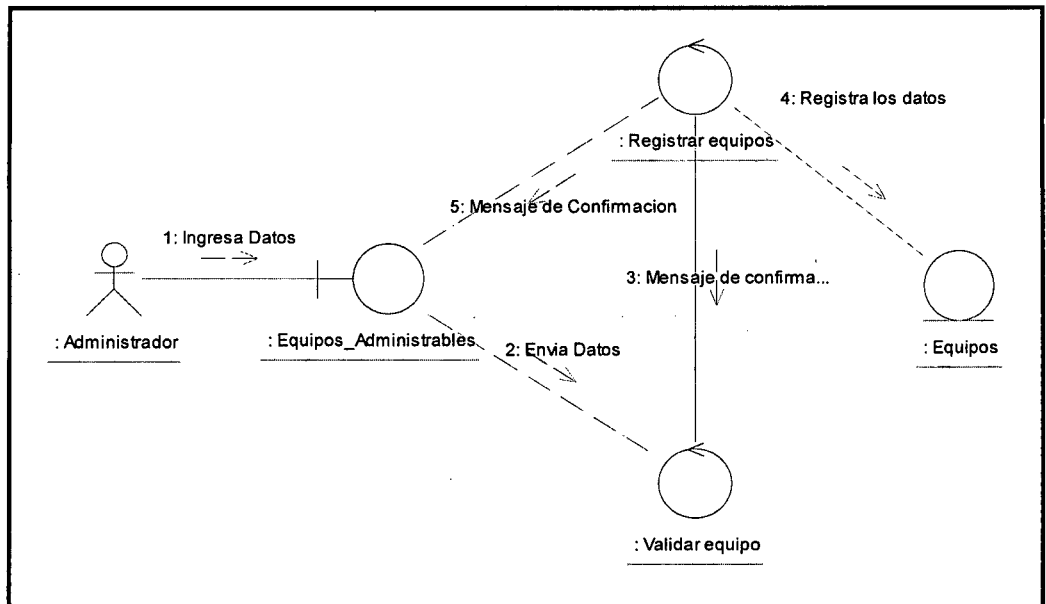 4: Registra los datos
: Registrar equipos
5: Mensaje de Confirmacion
1: Ingresa Datos
3: Mensaje de confirma...
: Administrador
: Equipos_Administrables
2: Envia Datos
: Equipos
: Validar equipo